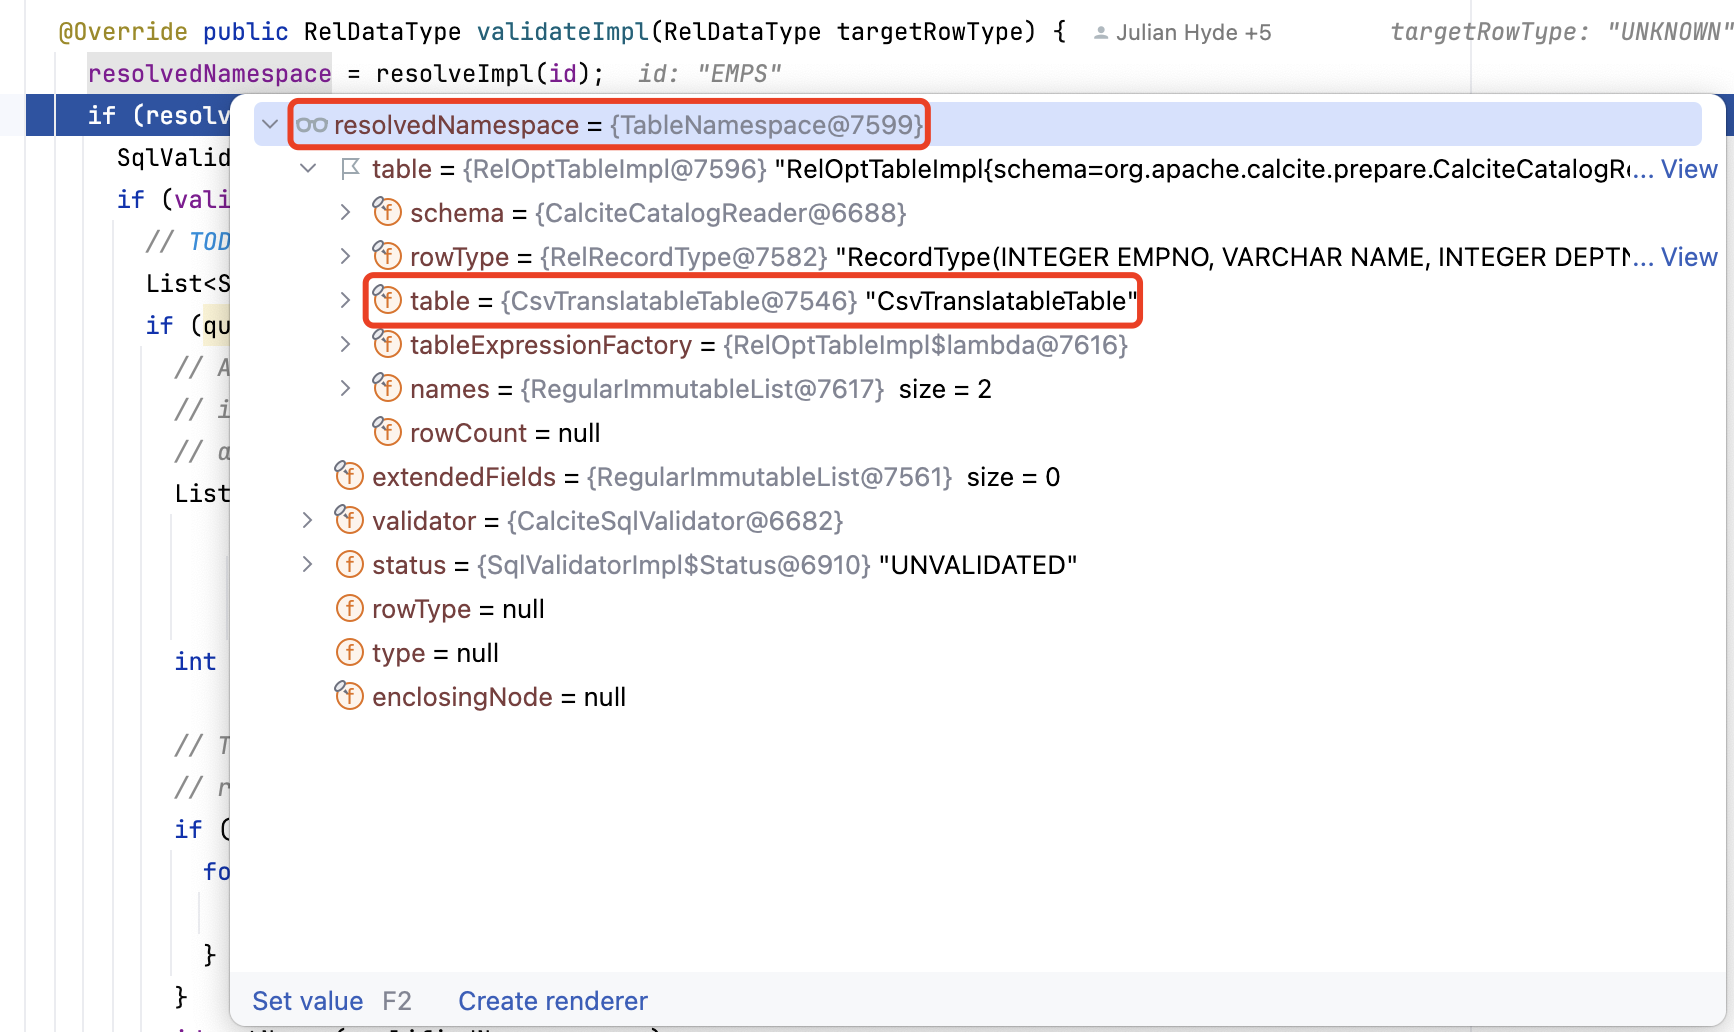 @Override public RelDataType validateImpl(RelDataType targetRowType) { Julian Hyde +5 targetRowType: "UNKNOWN"
resolvedNamespace = resolveImpl(id); id: "EMPS"
if (resolv
resolvedNamespace = {TableNamespace@7599}
SqlValid
table = {RelOptTableImpl@7596} "RelOptTableImpl{schema=org.apache.calcite.prepare.CalciteCatalogRe... View
if (vali
schema = {CalciteCatalogReader@6688}
// TOD
rowType = {RelRecordType@7582} "RecordType(INTEGER EMPNO, VARCHAR NAME, INTEGER DEPTN... View
List<S
table = {CsvTranslatableTable@7546} "CsvTranslatableTable"
if (qu
tableExpressionFactory = {RelOptTableImpl$lambda@7616}
// A
names = {RegularImmutableList@7617} size = 2
// i
rowCount = null
// a
extendedFields = {RegularImmutableList@7561} size = 0
List
validator = {CalciteSqlValidator@6682}
status = {SqlValidatorImpl$Status@6910} "UNVALIDATED"
rowType = null
type = null
int
enclosingNode = null
// T
// r
if (
fo
}
}
Set value F2 Create renderer